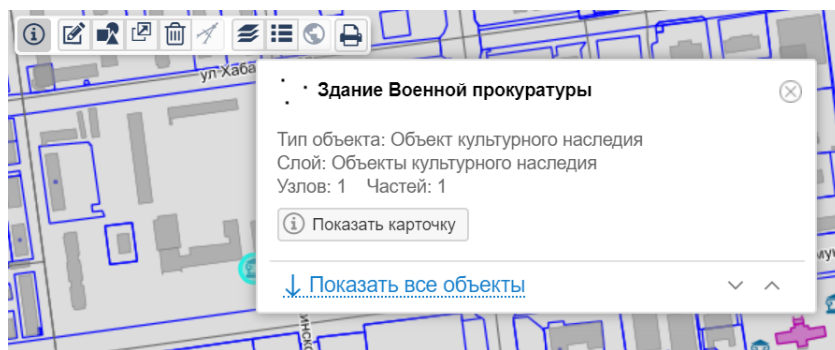 ул Хаба
Здание Военной прокуратуры
Тип объекта: Объект культурного наследия
Слой: Объекты культурного наследия
Узлов: 1 Частей: 1
Показать карточку
Показать все объекты